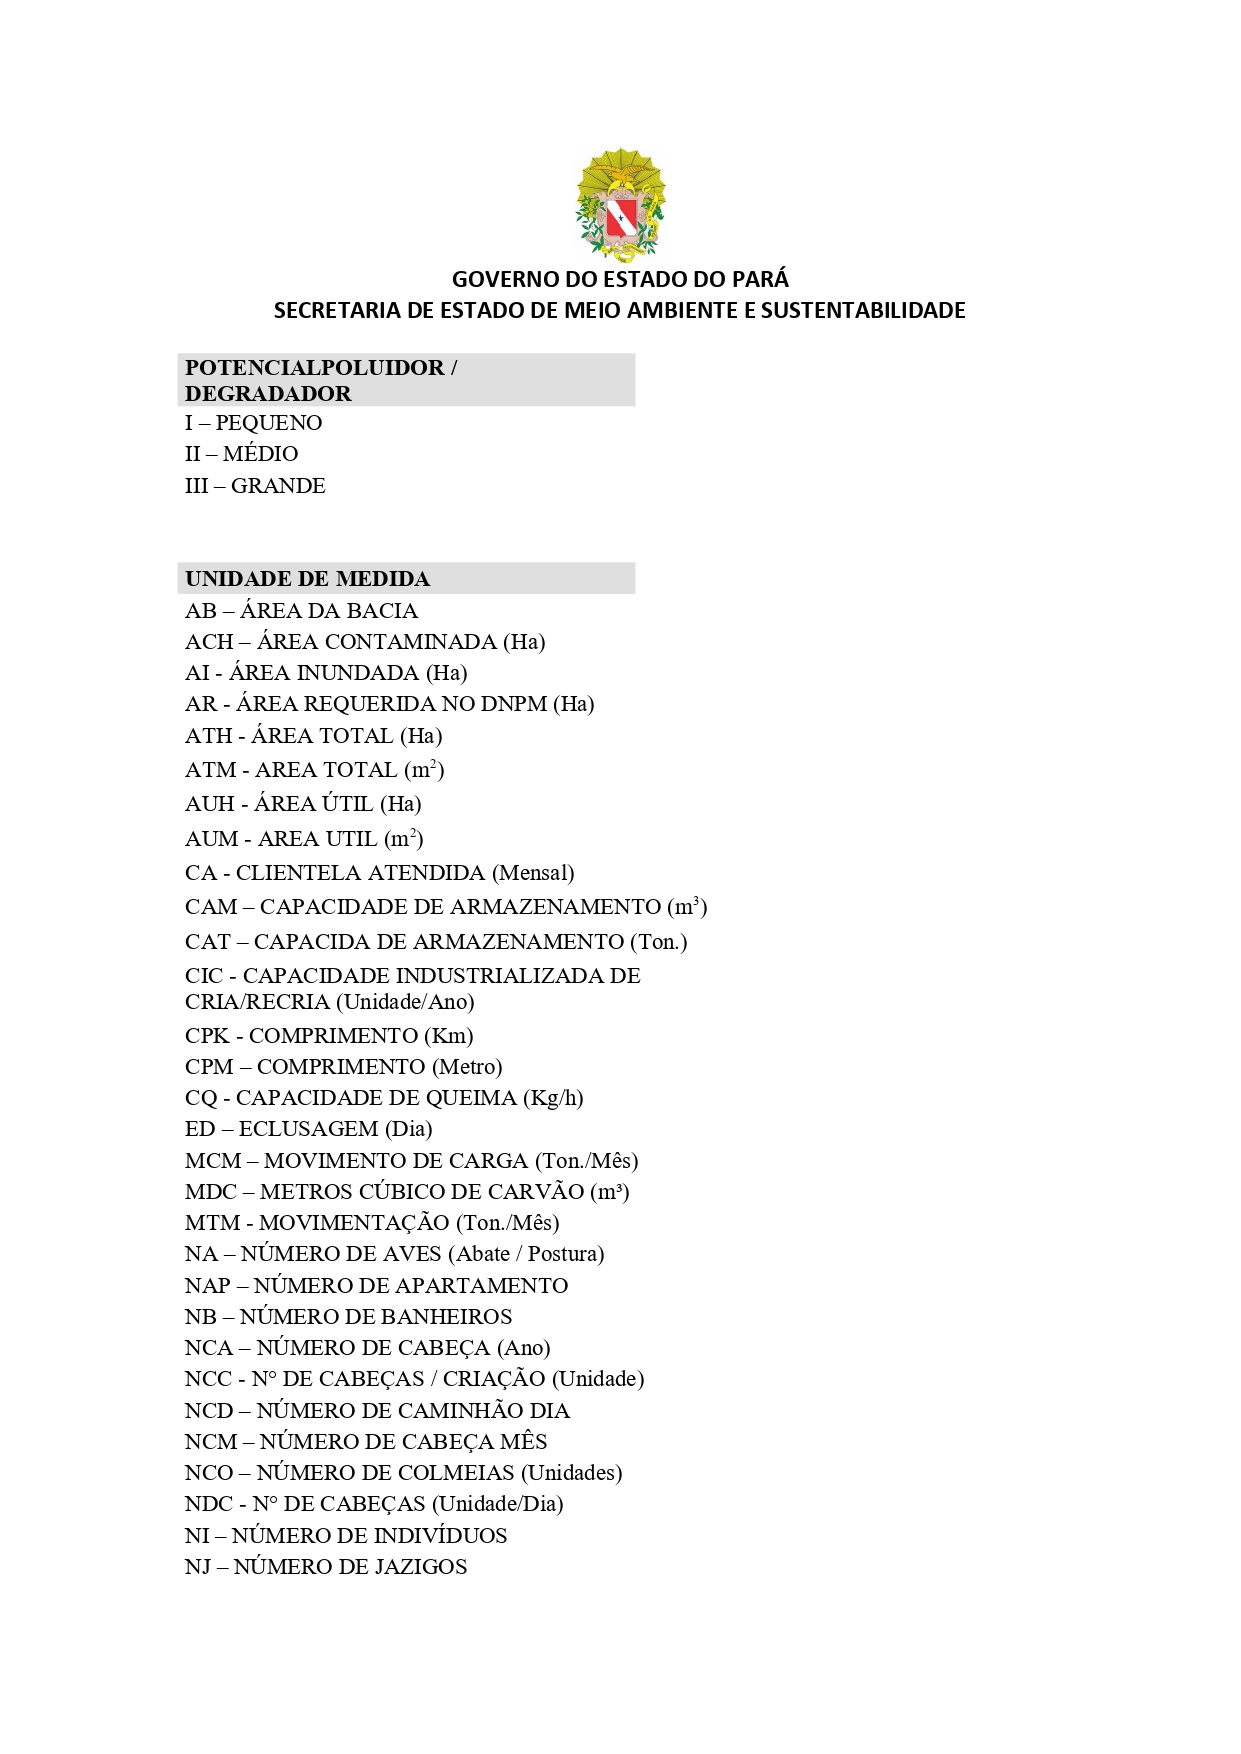 GOVERNO DO ESTADO DO PARÁ
SECRETARIA DE ESTADO DE MEIO AMBIENTE E SUSTENTABILIDADE
POTENCIALPOLUIDOR /
DEGRADADOR
I – PEQUENO
II – MÉDIO
III – GRANDE
UNIDADE DE MEDIDA
AB – ÁREA DA BACIA
ACH – ÁREA CONTAMINADA (Ha)
AI - ÁREA INUNDADA (Ha)
AR - ÁREA REQUERIDA NO DNPM (Ha)
ATH - ÁREA TOTAL (Ha)
ATM - AREA TOTAL (m²)
AUH - ÁREA ÚTIL (Ha)
AUM - AREA UTIL (m²)
CA - CLIENTELA ATENDIDA (Mensal)
CAM – CAPACIDADE DE ARMAZENAMENTO (m³)
CAT – CAPACIDA DE ARMAZENAMENTO (Ton.)
CIC - CAPACIDADE INDUSTRIALIZADA DE
CRIA/RECRIA (Unidade/Ano)
CPK - COMPRIMENTO (Km)
CPM – COMPRIMENTO (Metro)
CQ - CAPACIDADE DE QUEIMA (Kg/h)
ED – ECLUSAGEM (Dia)
MCM – MOVIMENTO DE CARGA (Ton./Mês)
MDC – METROS CÚBICO DE CARVÃO (m³)
MTM - MOVIMENTAÇÃO (Ton./Mês)
NA – NÚMERO DE AVES (Abate / Postura)
NAP – NÚMERO DE APARTAMENTO
NB – NÚMERO DE BANHEIROS
NCA – NÚMERO DE CABEÇA (Ano)
NCC - N° DE CABEÇAS / CRIAÇÃO (Unidade)
NCD – NÚMERO DE CAMINHÃO DIA
NCM – NÚMERO DE CABEÇA MÊS
NCO – NÚMERO DE COLMEIAS (Unidades)
NDC - N° DE CABEÇAS (Unidade/Dia)
NI – NÚMERO DE INDIVÍDUOS
NJ – NÚMERO DE JAZIGOS